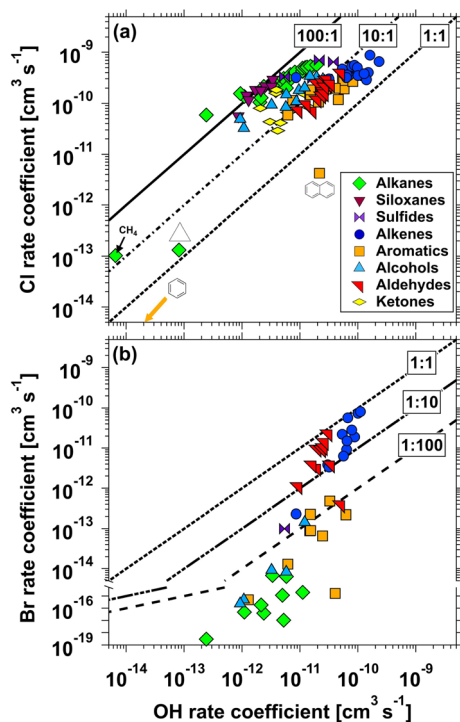 (a)
100:1
10:1
1:1
10⁻⁹
10⁻¹⁰
10⁻¹¹
10⁻¹²
10⁻¹³
10⁻¹⁴
Cl rate coefficient [cm³ s⁻¹]
CH₄
Alkanes
Siloxanes
Sulfides
Alkenes
Aromatics
Alcohols
Aldehydes
Ketones
(b)
1:1
1:10
1:100
10⁻⁹
10⁻¹⁰
10⁻¹¹
10⁻¹²
10⁻¹³
10⁻¹⁴
10⁻¹⁶
10⁻¹⁹
Br rate coefficient [cm³ s⁻¹]
10⁻¹⁴ 10⁻¹³ 10⁻¹² 10⁻¹¹ 10⁻¹⁰ 10⁻⁹
OH rate coefficient [cm³ s⁻¹]